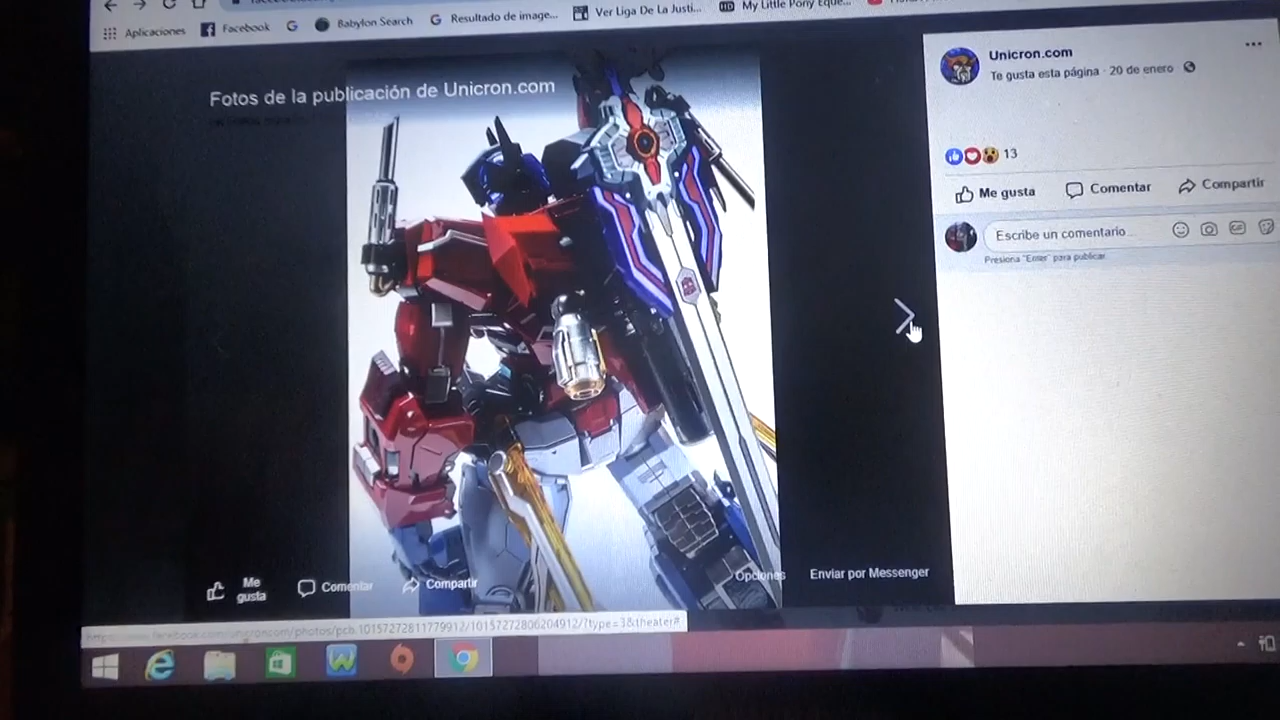 Aplicaciones
Facebook
Babylon Search
Resultado de image...
Ver Liga De La Justi...
HD
My Little Pony Eque...
Fotos de la publicación de Unicron.com
Unicron.com
Te gusta esta página · 20 de enero
13
Me gusta
Comentar
Compartir
Escribe un comentario...
GIF
Presiona "Enter" para publicar.
Me
gusta
Comentar
Compartir
Opciones
Enviar por Messenger